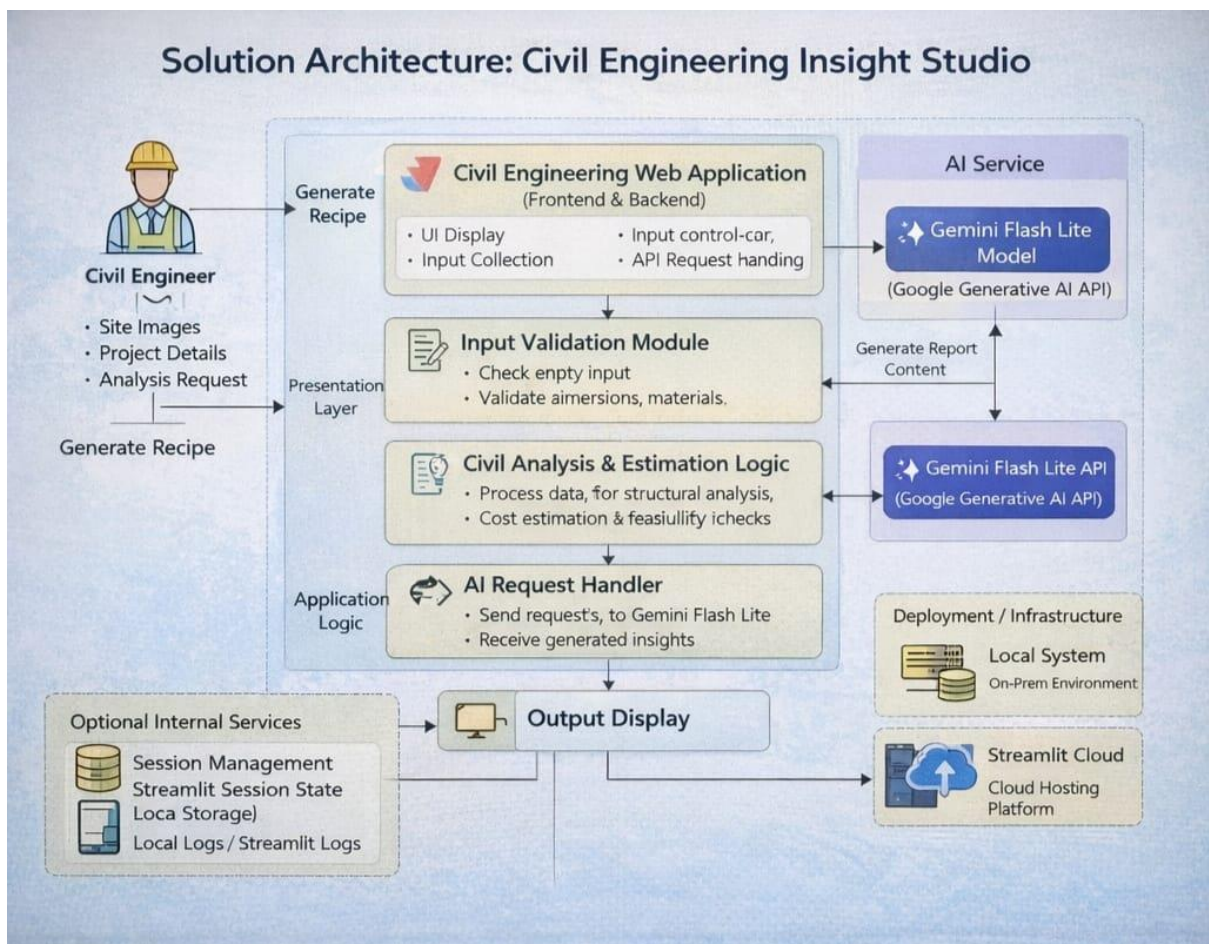 Solution Architecture: Civil Engineering Insight Studio
Civil Engineer
· Site Images
· Project Details
· Analysis Request
Generate Recipe
Generate
Recipe
Presentation
Layer
Application
Logic
Civil Engineering Web Application
(Frontend & Backend)
· UI Display
· Input Collection
· Input control-car,
· API Request handing
Input Validation Module
· Check empty input
· Validate aimersions, materials.
Civil Analysis & Estimation Logic
· Process data, for structural analysis,
· Cost estimation & feasiullify ichecks
AI Request Handler
· Send request's, to Gemini Flash Lite
· Receive generated insights
Output Display
AI Service
Gemini Flash Lite
Model
(Google Generative AI API)
Generate Report
Content
Gemini Flash Lite API
(Google Generative AI API)
Deployment / Infrastructure
Local System
On-Prem Environment
Streamlit Cloud
Cloud Hosting
Platform
Optional Internal Services
Session Management
Streamlit Session State
Loca Storage)
Local Logs / Streamlit Logs